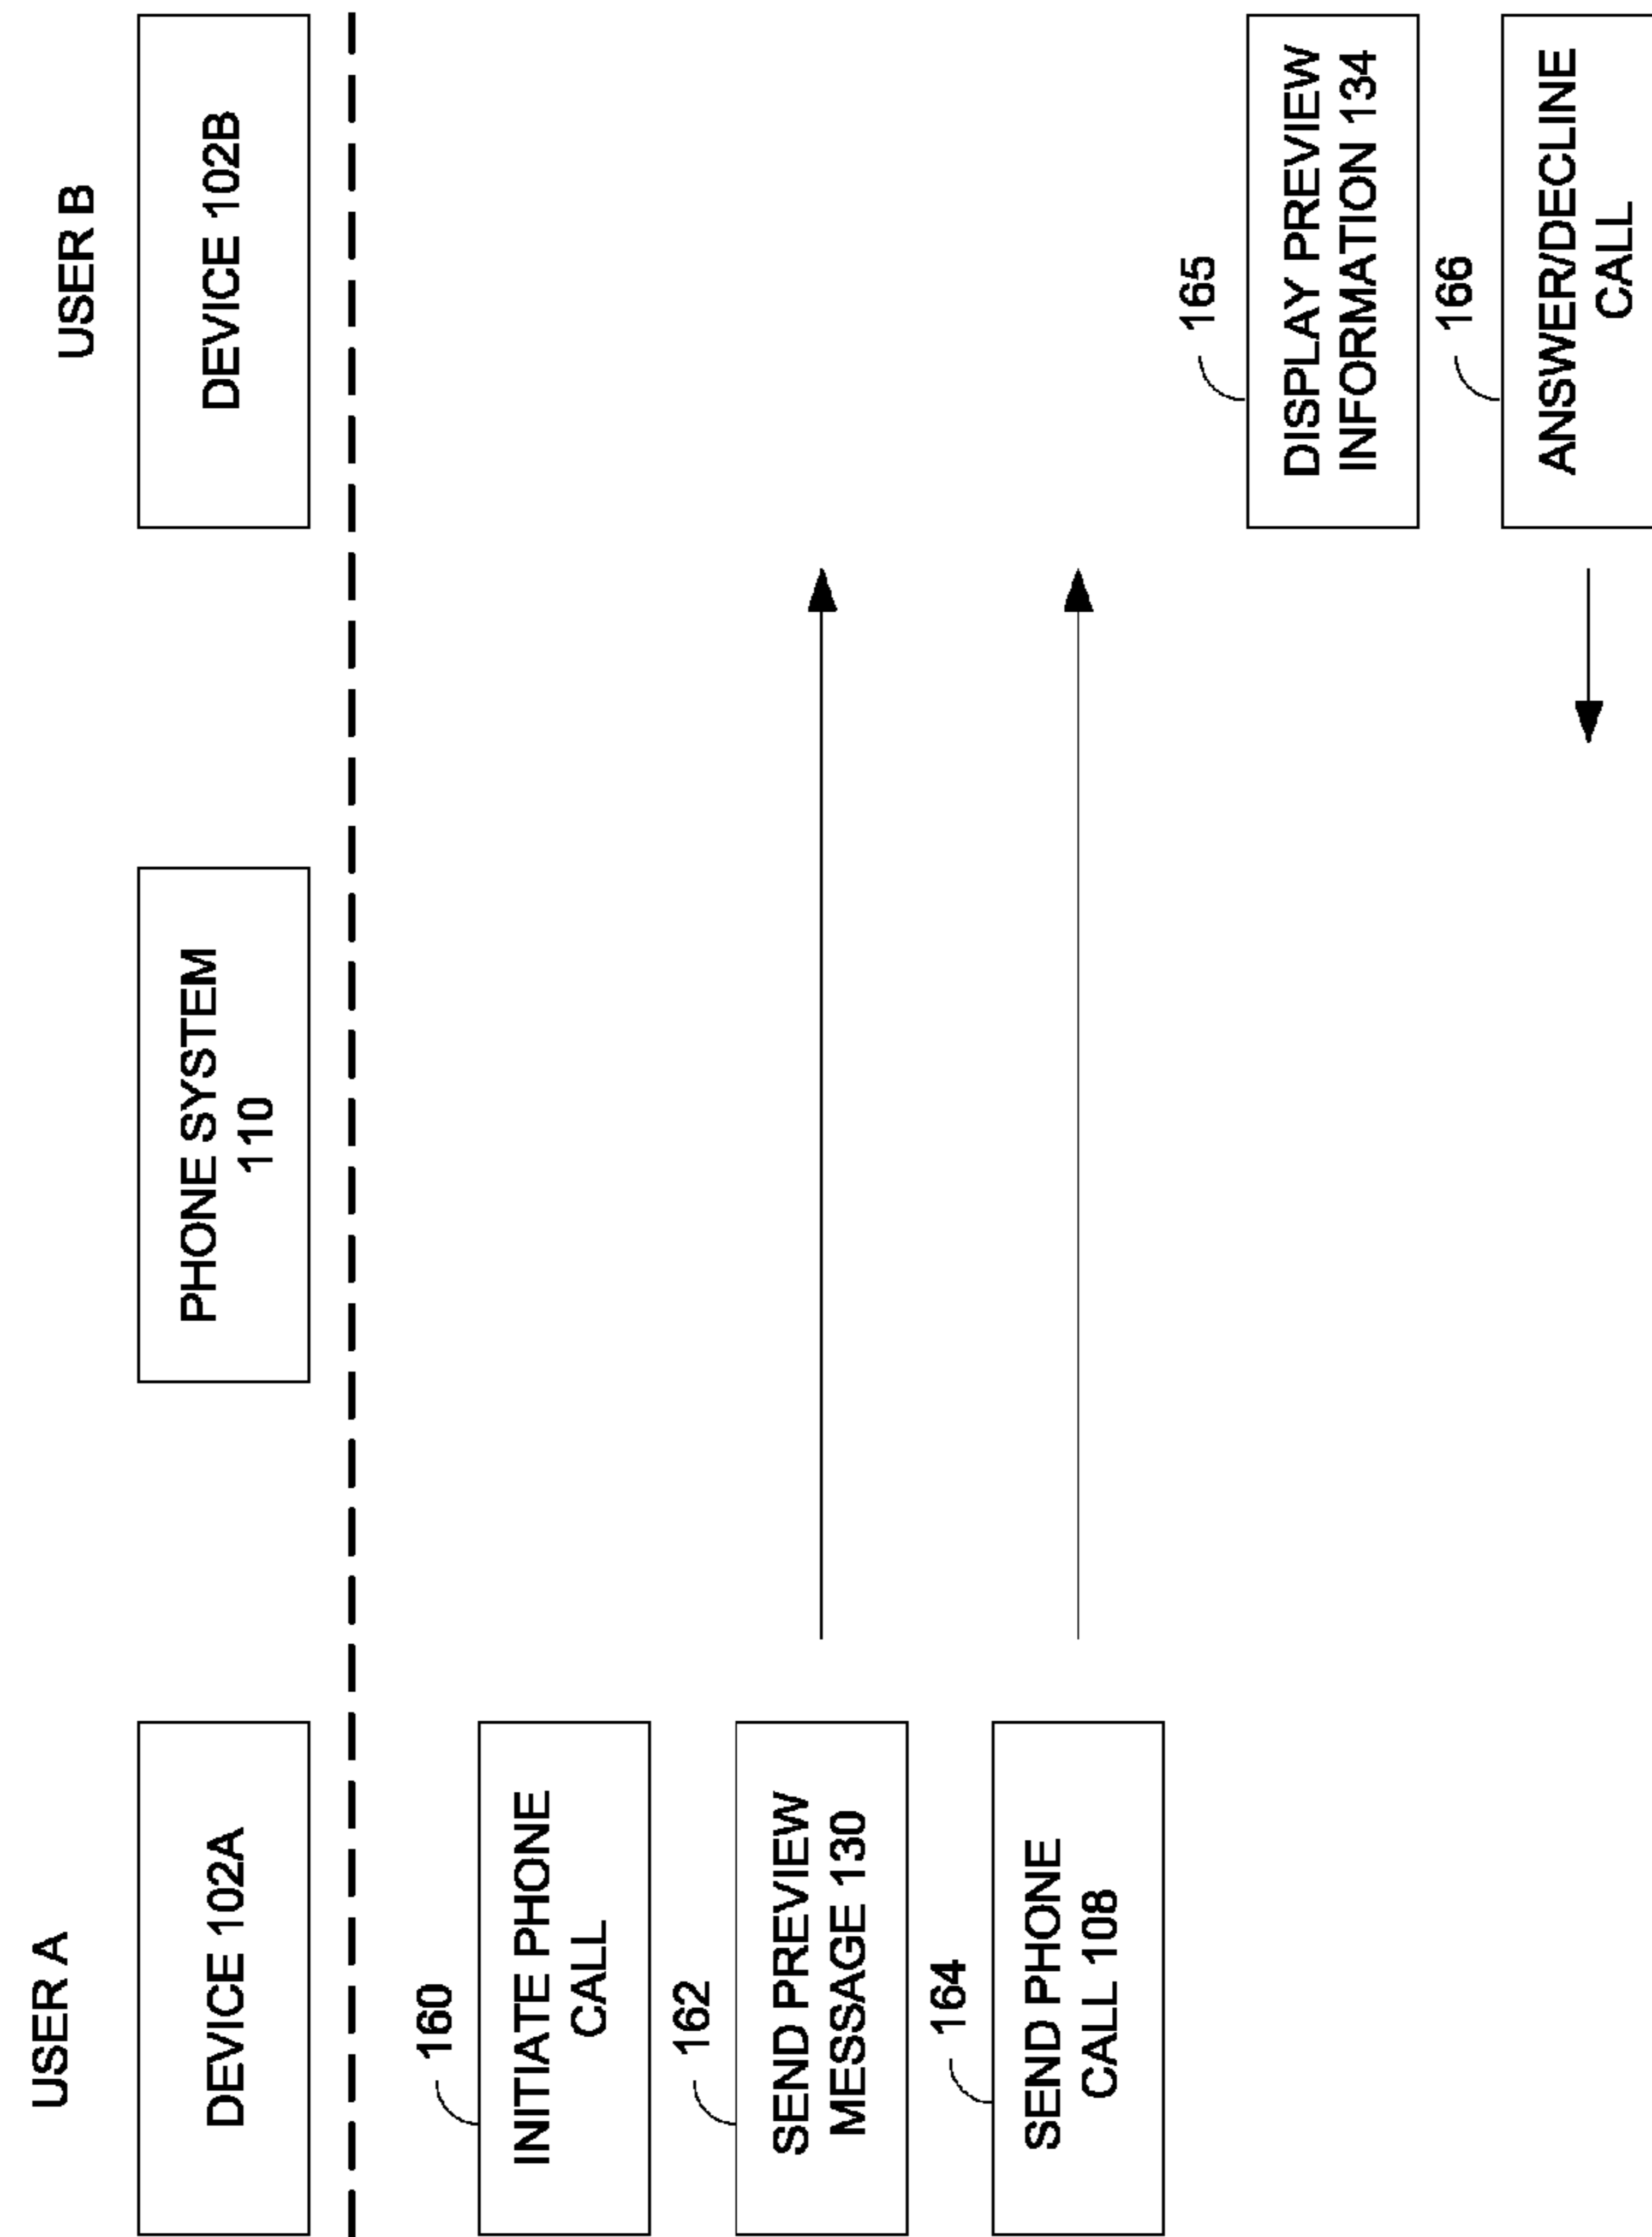 USER A
USER B
DEVICE 102A
PHONE SYSTEM
110
DEVICE 102B
160
INITIATE PHONE
CALL
162
SEND PREVIEW
MESSAGE 130
164
SEND PHONE
CALL 108
165
DISPLAY PREVIEW
INFORMATION 134
166
ANSWER/DECLINE
CALL